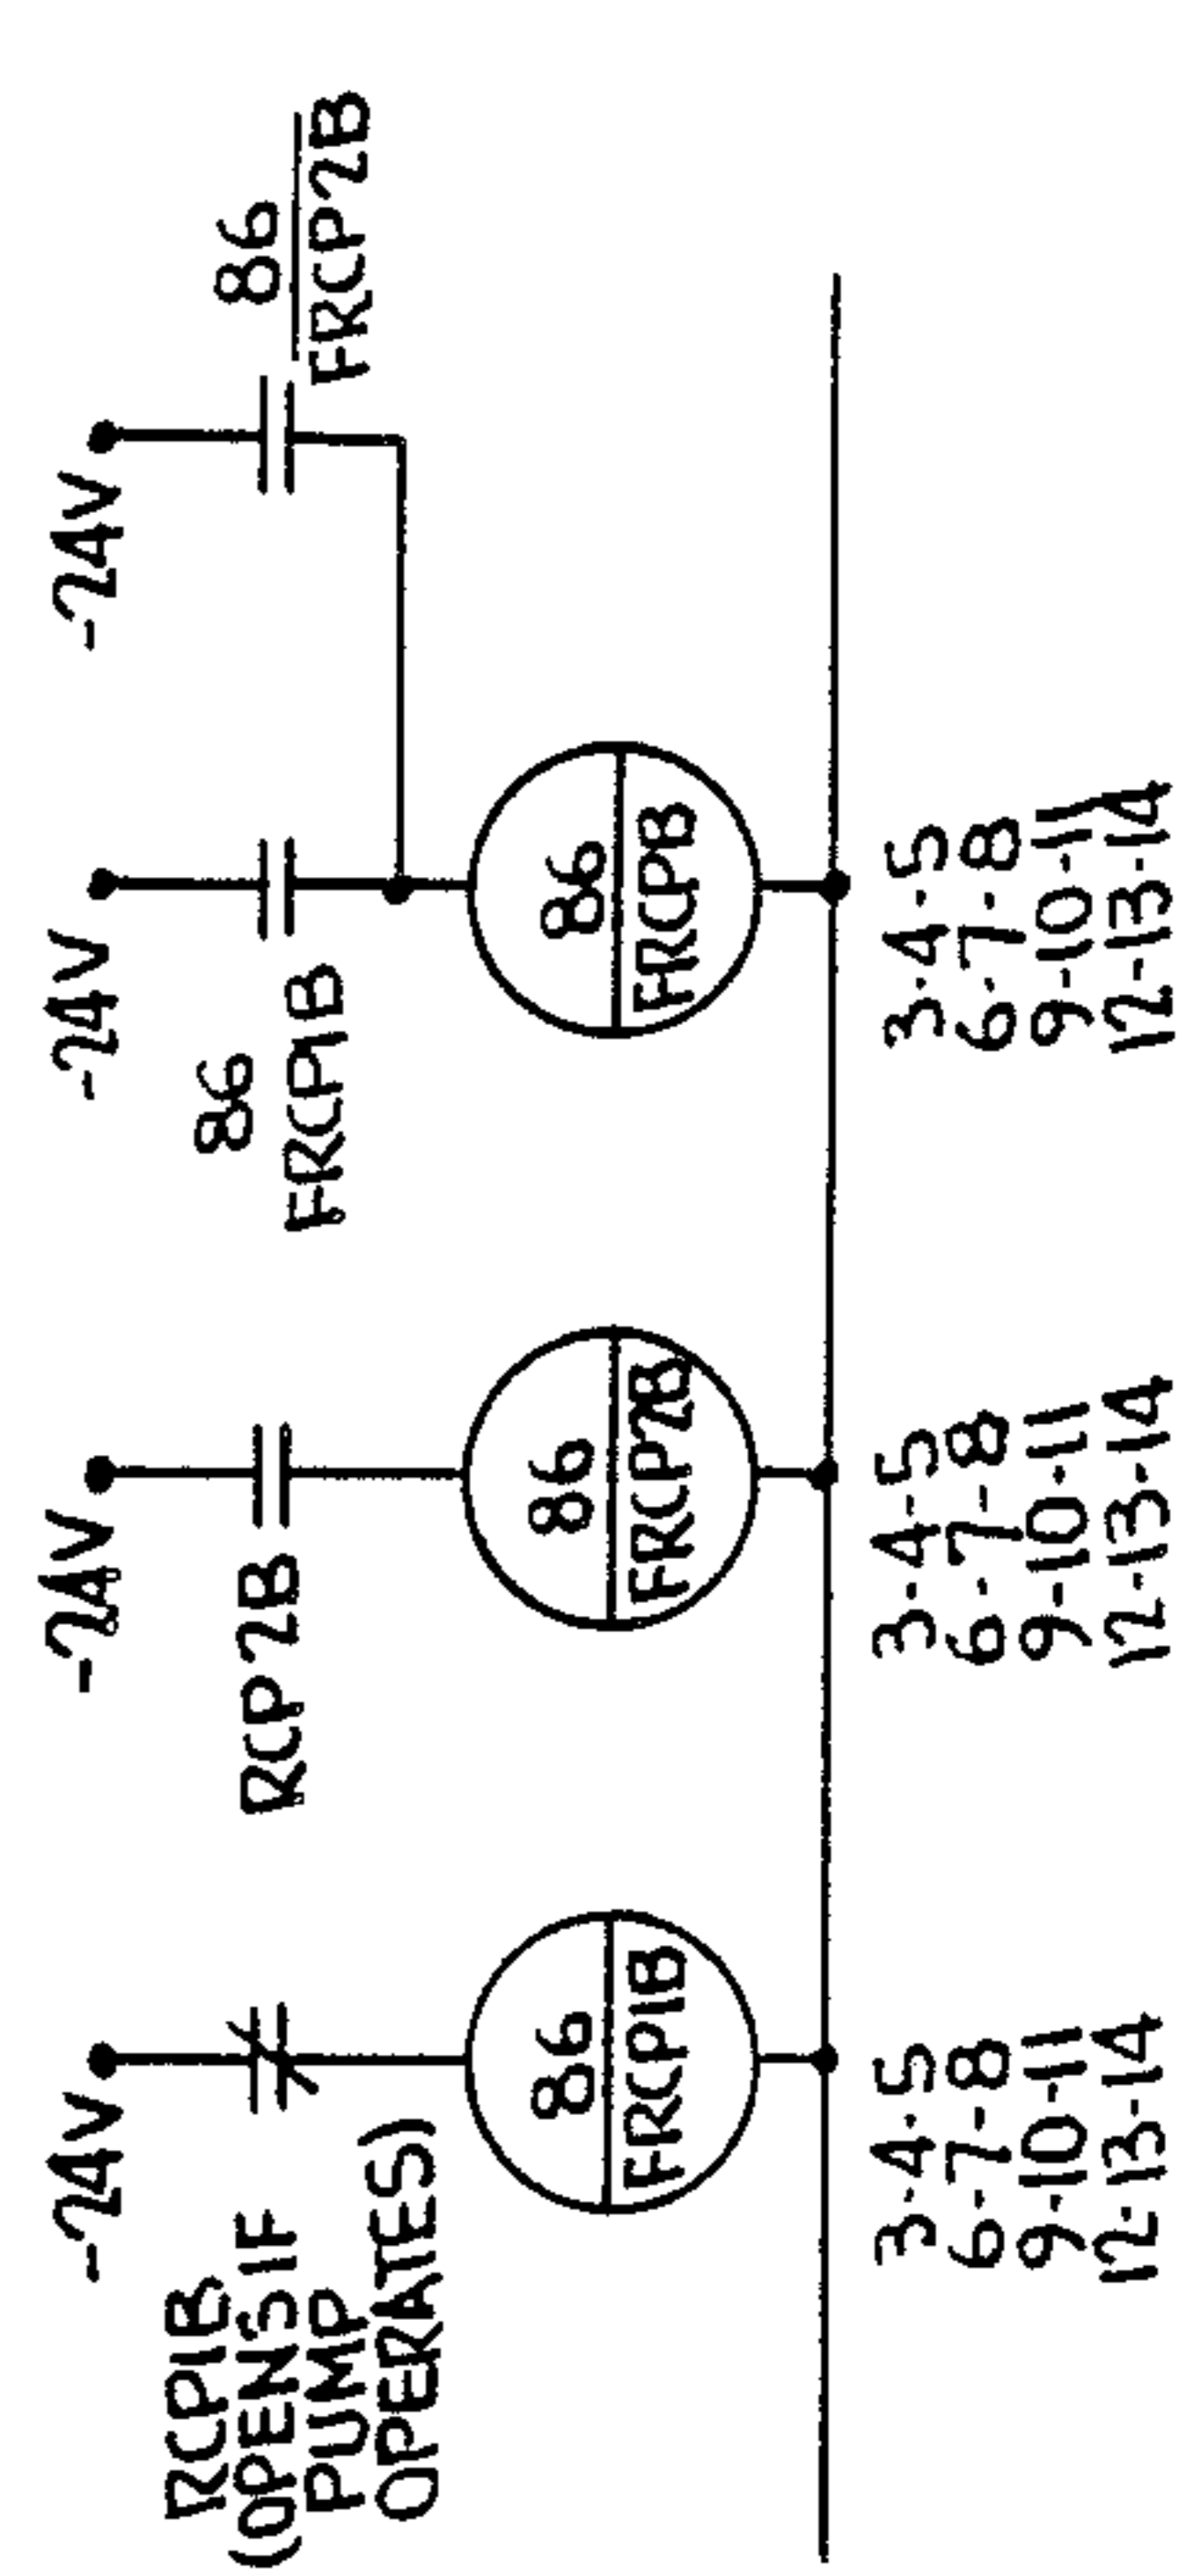 -24V
RCP1B
(OPENS IF
PUMP
OPERATES)
86
FRCP1B
3-4-5
6-7-8
9-10-11
12-13-14
-24V
RCP2B
86
FRCP2B
3-4-5
6-7-8
9-10-11
12-13-14
-24V
86
FRCP1B
86
FRCPB
3-4-5
6-7-8
9-10-11
12-13-14
-24V
86
FRCP2B